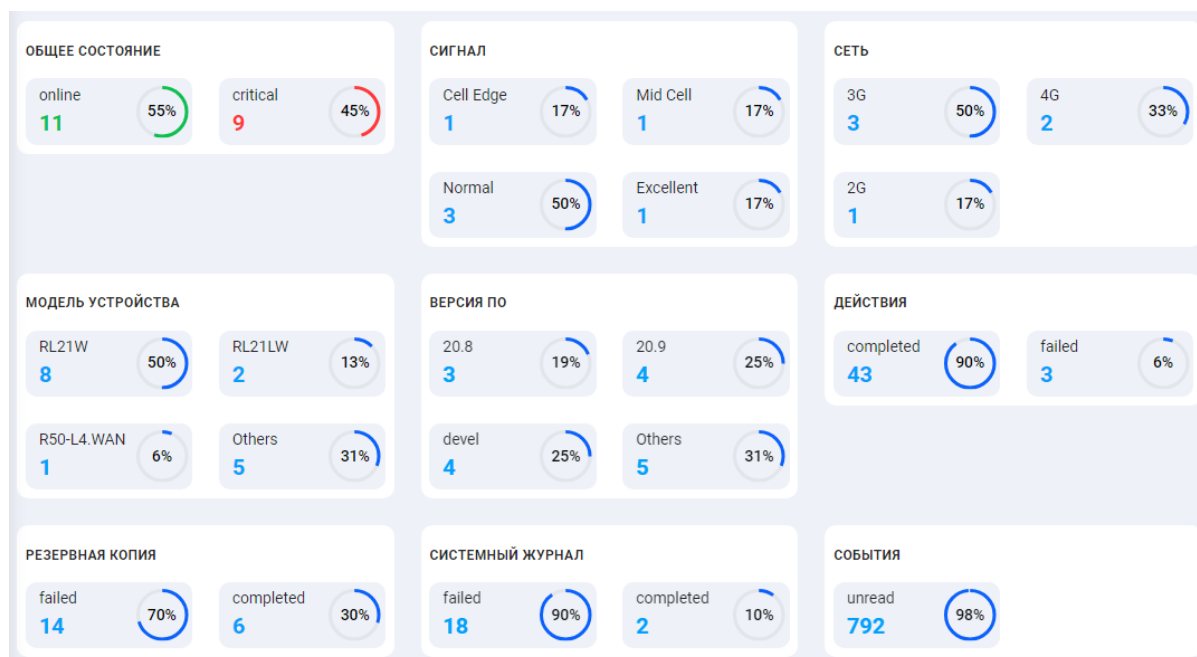 ОБЩЕЕ СОСТОЯНИЕ
online
11
55%
critical
9
45%
СИГНАЛ
Cell Edge
1
17%
Mid Cell
1
17%
Normal
3
50%
Excellent
1
17%
СЕТЬ
3G
3
50%
4G
2
33%
2G
1
17%
МОДЕЛЬ УСТРОЙСТВА
RL21W
8
50%
RL21LW
2
13%
R50-L4.WAN
1
6%
Others
5
31%
ВЕРСИЯ ПО
20.8
3
19%
20.9
4
25%
devel
4
25%
Others
5
31%
ДЕЙСТВИЯ
completed
43
90%
failed
3
6%
РЕЗЕРВНАЯ КОПИЯ
failed
14
70%
completed
6
30%
СИСТЕМНЫЙ ЖУРНАЛ
failed
18
90%
completed
2
10%
СОБЫТИЯ
unread
792
98%